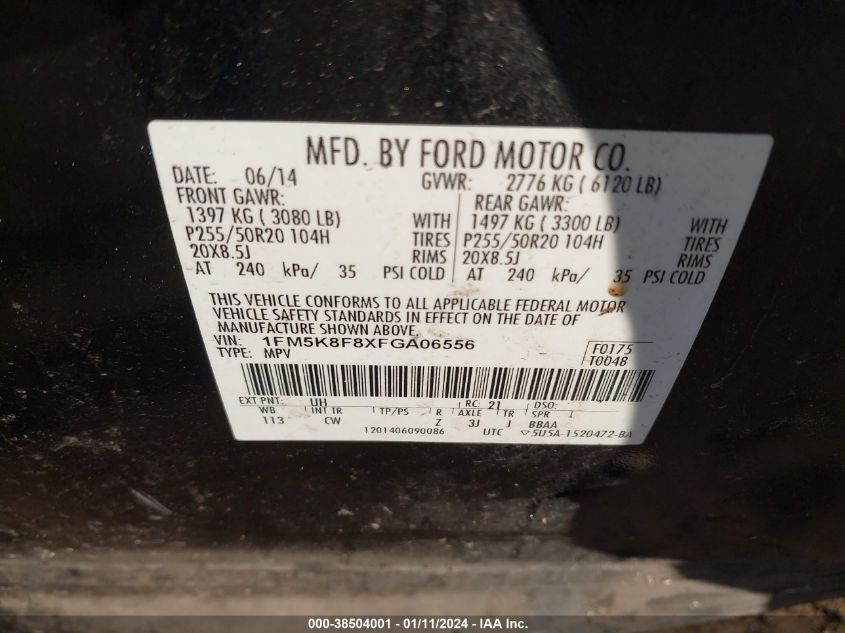 MFD. BY FORD MOTOR CO.
DATE: 06/14 GVWR: 2776 KG ( 6120 LB)
FRONT GAWR: REAR GAWR:
1397 KG ( 3080 LB) WITH 1497 KG ( 3300 LB) WITH
P255/50R20 104H TIRES P255/50R20 104H TIRES
20X8.5J RIMS 20X8.5J RIMS
AT 240 kPa/ 35 PSI COLD AT 240 kPa/ 35 PSI COLD
THIS VEHICLE CONFORMS TO ALL APPLICABLE FEDERAL MOTOR
VEHICLE SAFETY STANDARDS IN EFFECT ON THE DATE OF
MANUFACTURE SHOWN ABOVE.
VIN: 1FM5K8F8XFGA06556 F0175
TYPE: MPV T0048
EXT PNT: UH RC: 21 DSO:
WB INT TR TP/PS R AXLE TR SPR
113 CW Z 3J J BBAA
1201406090086 UTC ▽5U5A-1520472-BA
000-38504001 - 01/11/2024 - IAA Inc.